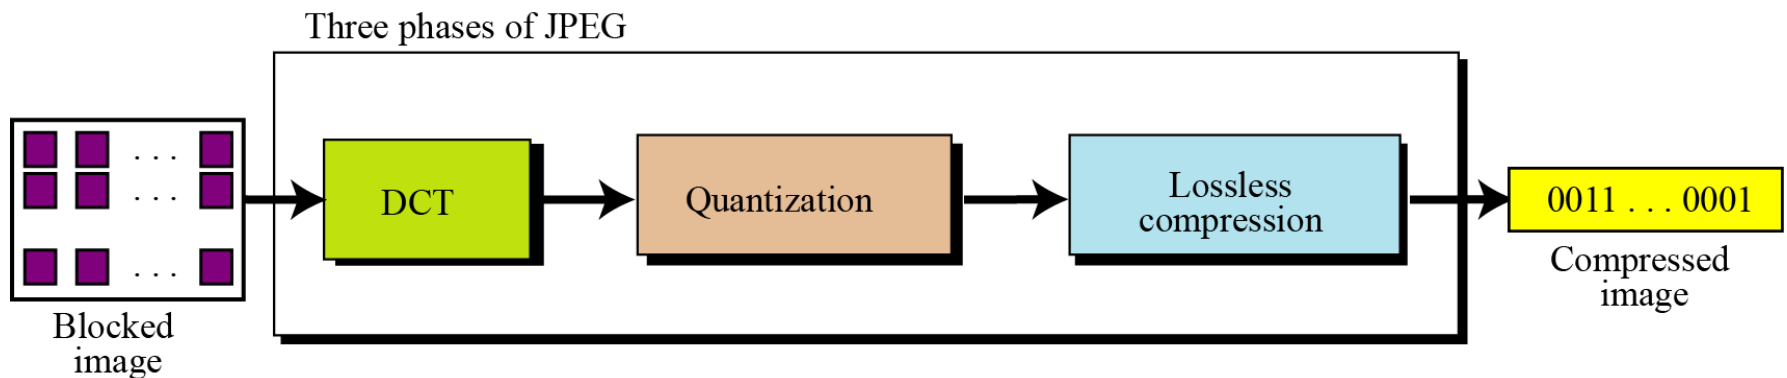 Three phases of JPEG
. . .
. . .
. . .
DCT
Quantization
Lossless
compression
0011 . . . 0001
Blocked
image
Compressed
image